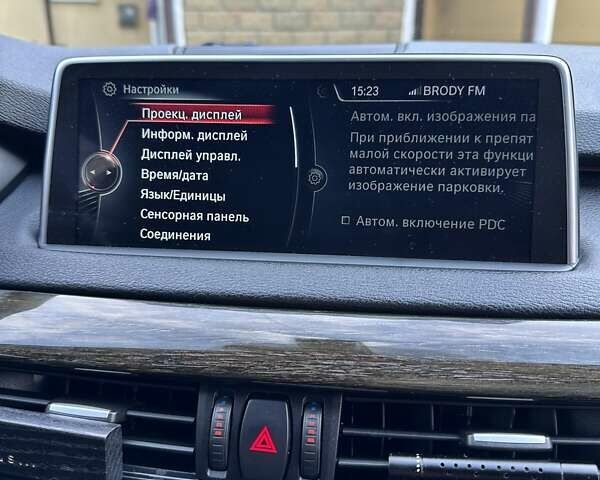 Настройки
15:23 BRODY FM
Проекц. дисплей
Информ. дисплей
Дисплей управл.
Время/дата
Язык/Единицы
Сенсорная панель
Соединения
Автом. вкл. изображения па
При приближении к препят
малой скорости эта функци
автоматически активирует
изображение парковки.
Автом. включение PDC